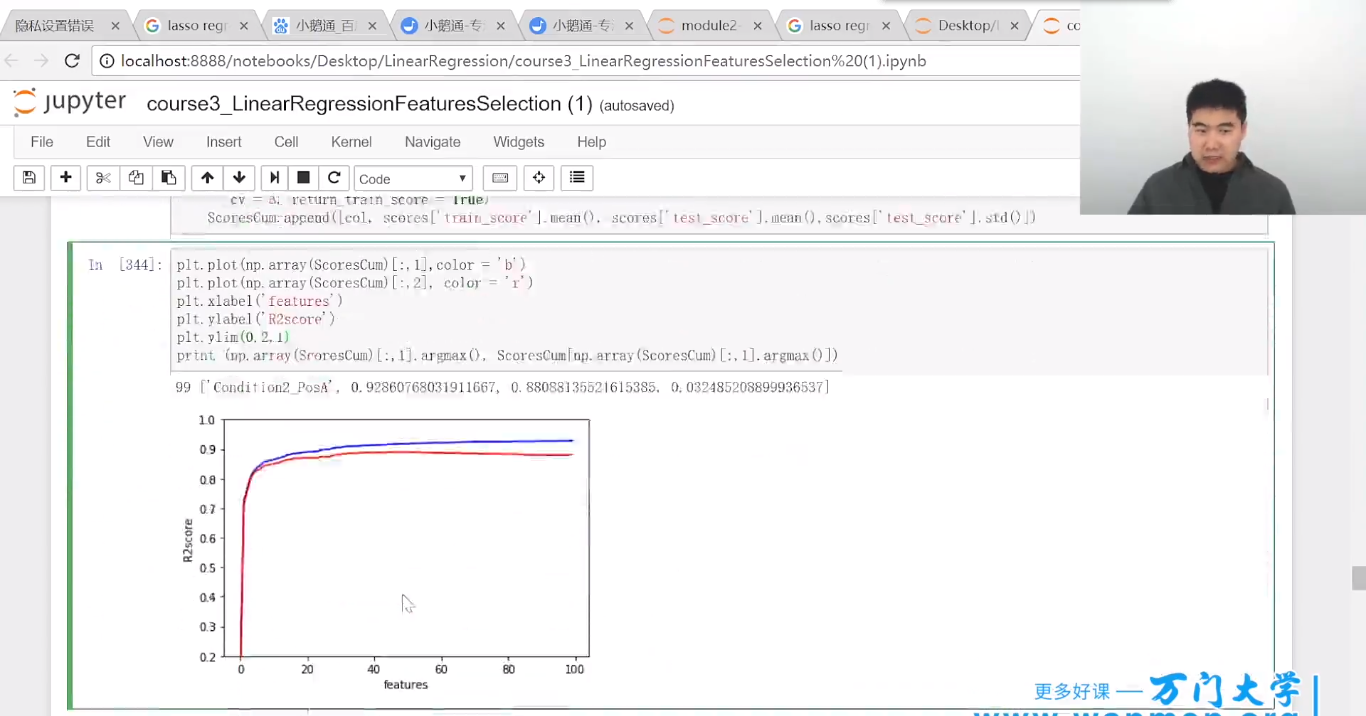 隐私设置错误
lasso reg
小鹅通_百
小鹅通-专
小鹅通-专
module2-
lasso reg
Desktop/l
co
localhost:8888/notebooks/Desktop/LinearRegression/course3_LinearRegressionFeaturesSelection%20(1).ipynb
jupyter course3_LinearRegressionFeaturesSelection (1) (autosaved)
File Edit View Insert Cell Kernel Navigate Widgets Help
Code
return_train_score = True)
ScoresCum.append([col, scores['train_score'].mean(), scores['test_score'].mean(),scores['test_score'].std()])
In [344]:
plt.plot(np.array(ScoresCum)[:,1],color = 'b')
plt.plot(np.array(ScoresCum)[:,2], color = 'r')
plt.xlabel('features')
plt.ylabel('R2score')
plt.ylim(0.2,1)
print (np.array(ScoresCum)[:,1].argmax(), ScoresCum[np.array(ScoresCum)[:,1].argmax()])
99 ['Condition2_PosA', 0.92860768031911667, 0.88088135521615385, 0.032485208899936537]
1.0
0.9
0.8
0.7
0.6
0.5
0.4
0.3
0.2
R2score
0 20 40 60 80 100
features
更多好课 — 万门大学